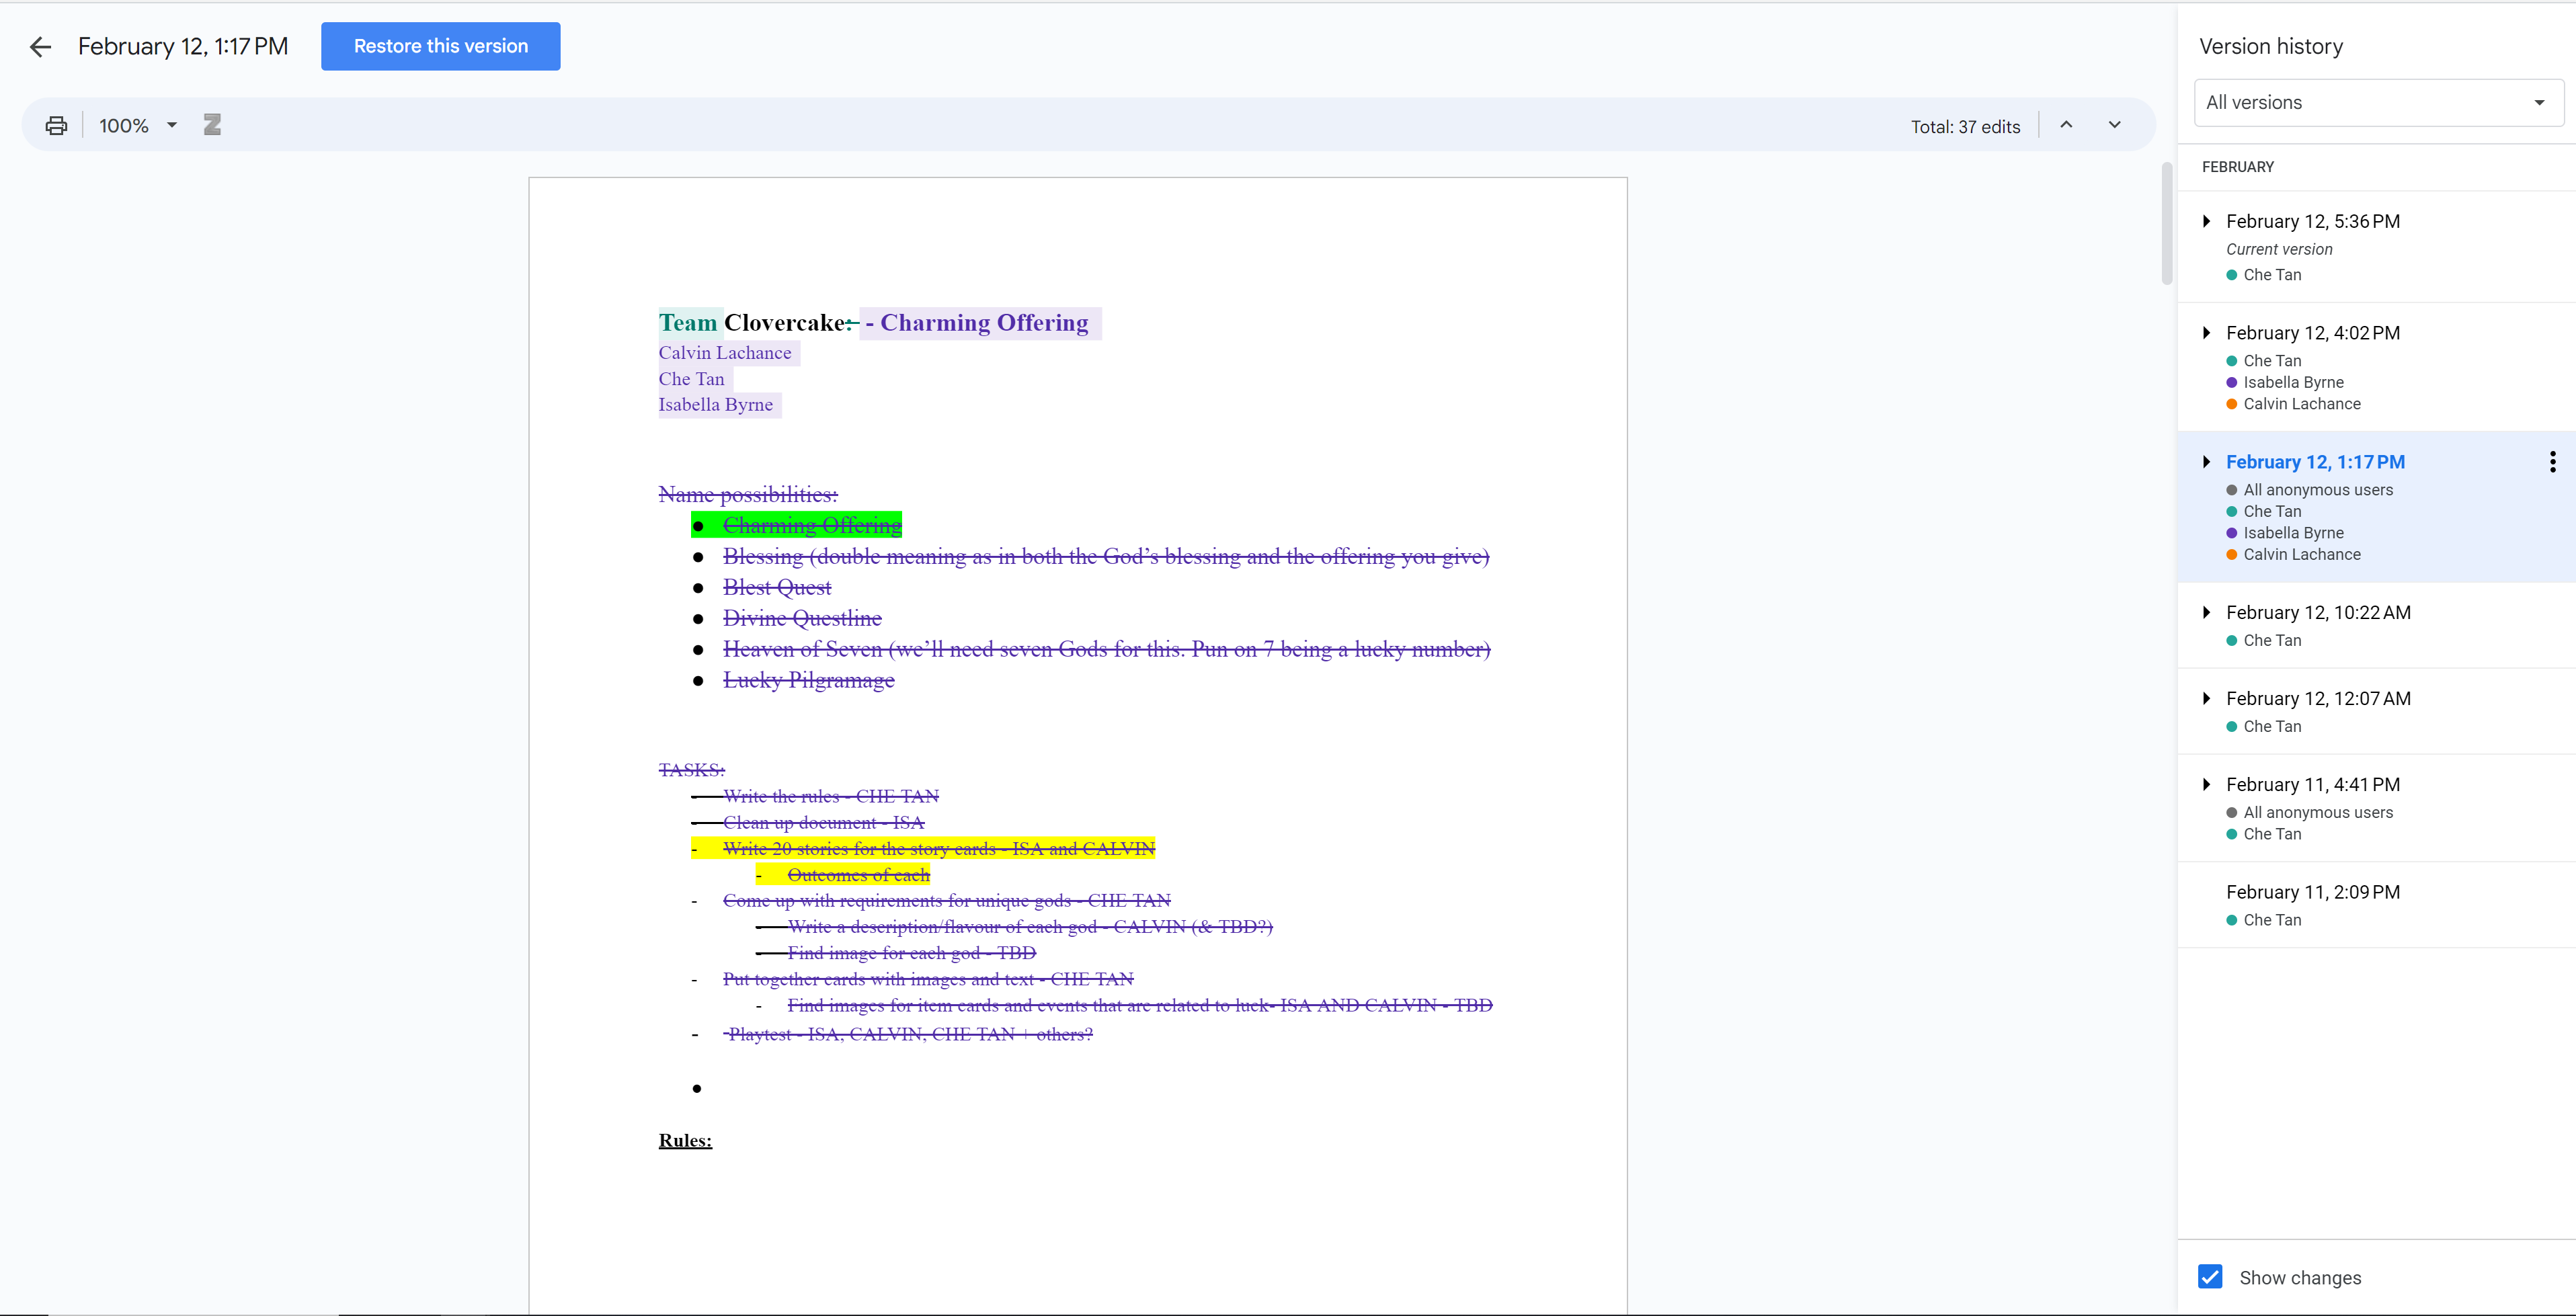 February 12, 1:17 PM
Restore this version
100%
Total: 37 edits
Team Clovercake: - Charming Offering
Calvin Lachance
Che Tan
Isabella Byrne
Name possibilities:
● Charming Offering
● Blessing (double meaning as in both the God’s blessing and the offering you give)
● Blest Quest
● Divine Questline
● Heaven of Seven (we’ll need seven Gods for this. Pun on 7 being a lucky number)
● Lucky Pilgramage
TASKS:
- Write the rules - CHE TAN
- Clean up document - ISA
- Write 20 stories for the story cards - ISA and CALVIN
- Outcomes of each
- Come up with requirements for unique gods - CHE TAN
- Write a description/flavour of each god - CALVIN (& TBD?)
- Find image for each god - TBD
- Put together cards with images and text - CHE TAN
- Find images for item cards and events that are related to luck- ISA AND CALVIN - TBD
- -Playtest - ISA, CALVIN, CHE TAN + others?
●
Rules:
Version history
All versions
FEBRUARY
February 12, 5:36 PM
Current version
Che Tan
February 12, 4:02 PM
Che Tan
Isabella Byrne
Calvin Lachance
February 12, 1:17 PM
All anonymous users
Che Tan
Isabella Byrne
Calvin Lachance
February 12, 10:22 AM
Che Tan
February 12, 12:07 AM
Che Tan
February 11, 4:41 PM
All anonymous users
Che Tan
February 11, 2:09 PM
Che Tan
Show changes